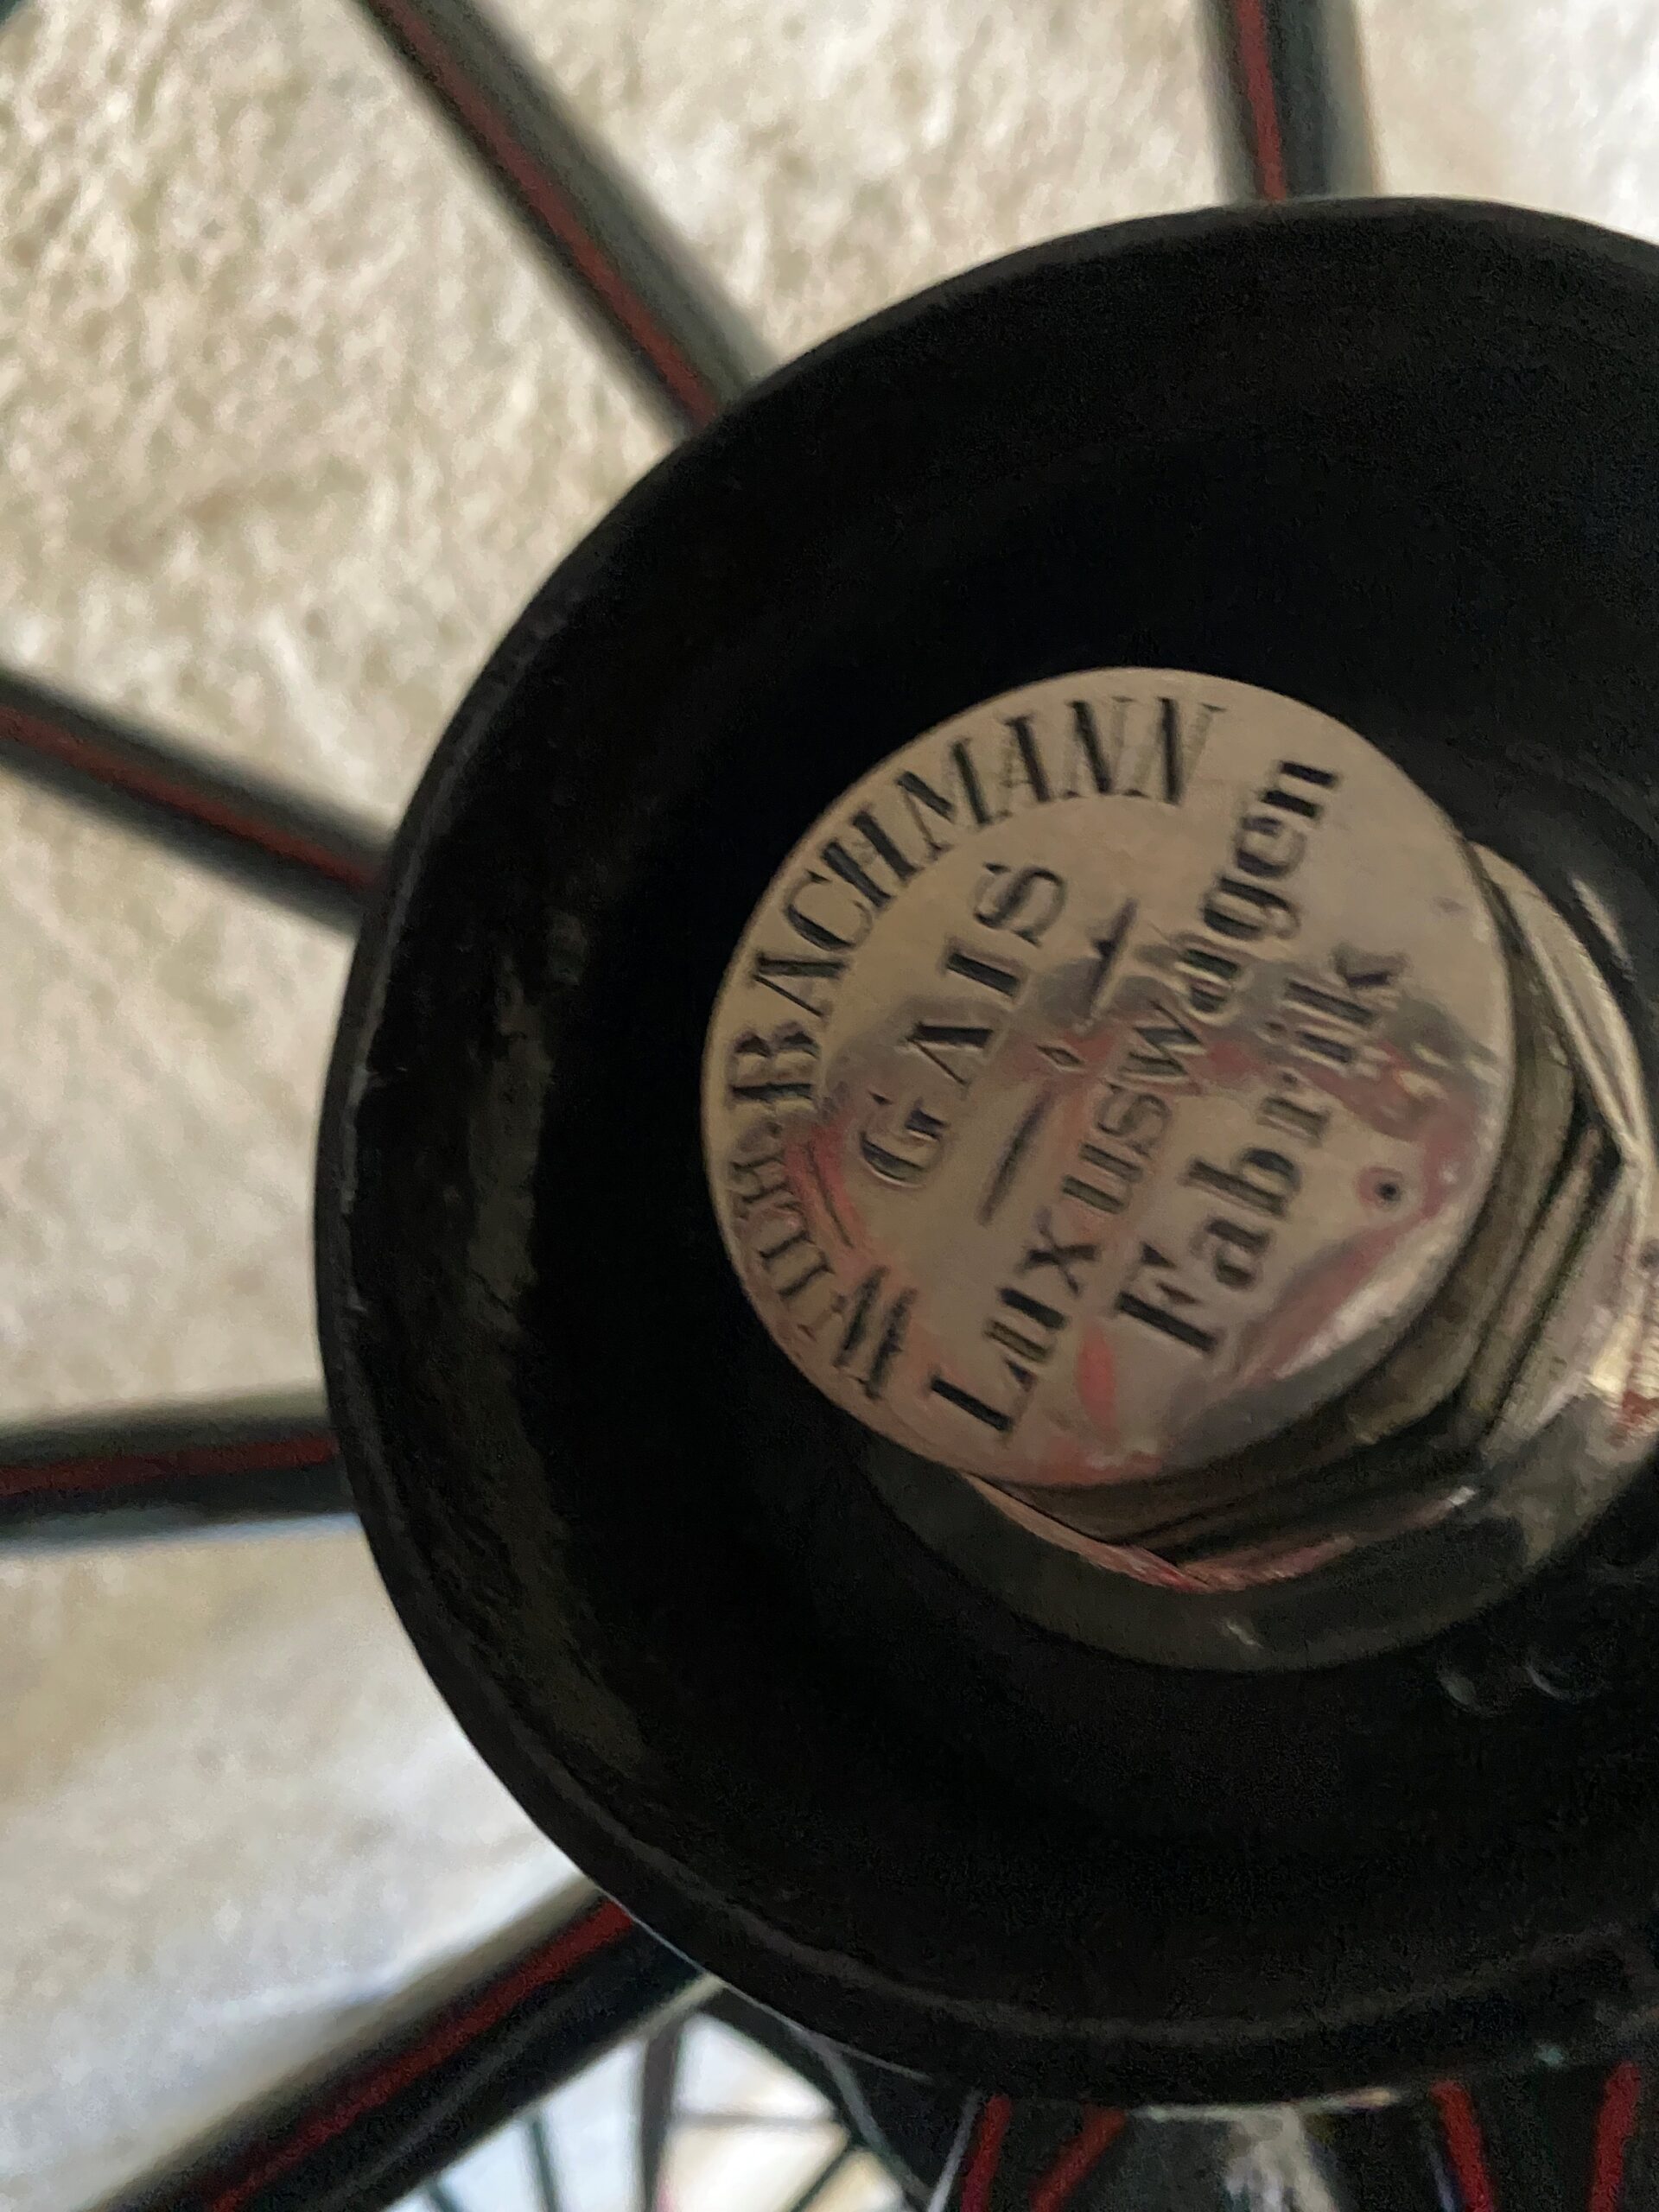 WILH. BACHMANN
GAIS
Luxuswagen
Fabrik